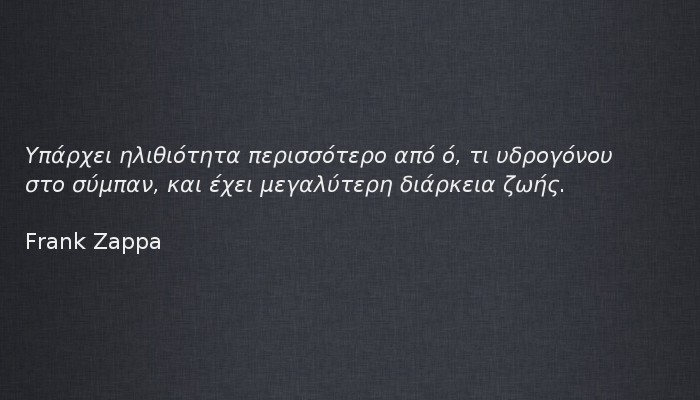 Υπάρχει ηλιθιότητα περισσότερο από ό, τι υδρογόνου
στο σύμπαν, και έχει μεγαλύτερη διάρκεια ζωής.
Frank Zappa